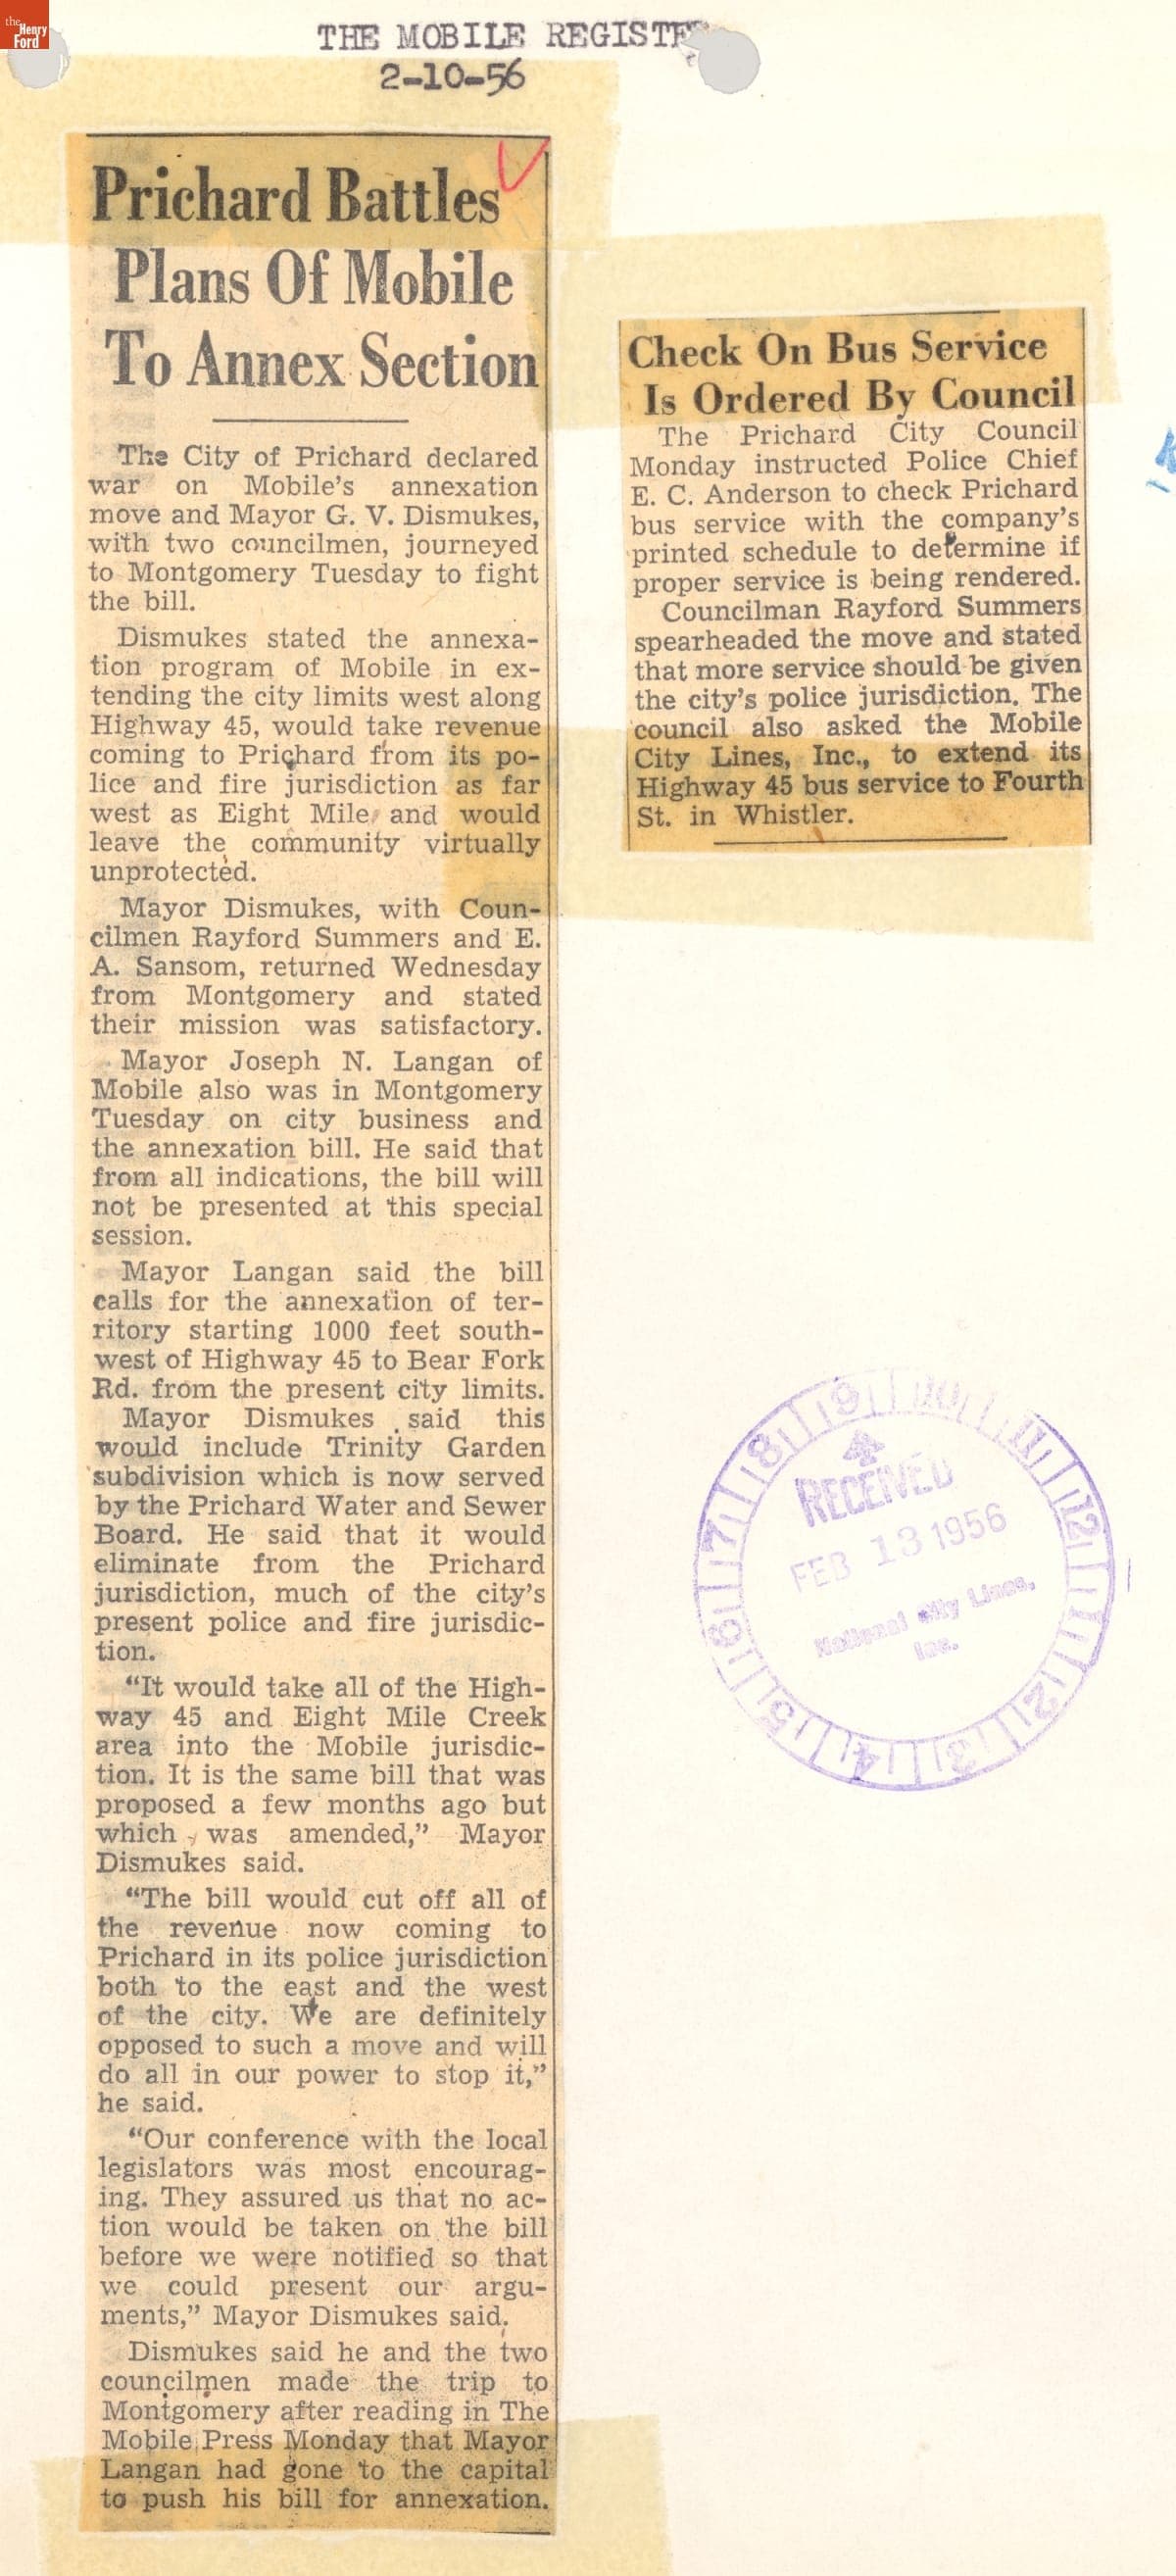 the
Henry
Ford
THE MOBILE REGISTER
2-10-56
Prichard Battles
Plans Of Mobile
To Annex Section
The City of Prichard declared
war on Mobile's annexation
move and Mayor G. V. Dismukes,
with two councilmen, journeyed
to Montgomery Tuesday to fight
the bill.
Dismukes stated the annexa-
tion program of Mobile in ex-
tending the city limits west along
Highway 45, would take revenue
coming to Prichard from its po-
lice and fire jurisdiction as far
west as Eight Mile and would
leave the community virtually
unprotected.
Mayor Dismukes, with Coun-
cilmen Rayford Summers and E.
A. Sansom, returned Wednesday
from Montgomery and stated
their mission was satisfactory.
Mayor Joseph N. Langan of
Mobile also was in Montgomery
Tuesday on city business and
the annexation bill. He said that
from all indications, the bill will
not be presented at this special
session.
Mayor Langan said the bill
calls for the annexation of ter-
ritory starting 1000 feet south-
west of Highway 45 to Bear Fork
Rd. from the present city limits.
Mayor Dismukes said this
would include Trinity Garden
subdivision which is now served
by the Prichard Water and Sewer
Board. He said that it would
eliminate from the Prichard
jurisdiction, much of the city's
present police and fire jurisdic-
tion.
"It would take all of the High-
way 45 and Eight Mile Creek
area into the Mobile jurisdic-
tion. It is the same bill that was
proposed a few months ago but
which was amended," Mayor
Dismukes said.
"The bill would cut off all of
the revenue now coming to
Prichard in its police jurisdiction
both to the east and the west
of the city. We are definitely
opposed to such a move and will
do all in our power to stop it,"
he said.
"Our conference with the local
legislators was most encourag-
ing. They assured us that no ac-
tion would be taken on the bill
before we were notified so that
we could present our argu-
ments," Mayor Dismukes said.
Dismukes said he and the two
councilmen made the trip to
Montgomery after reading in The
Mobile Press Monday that Mayor
Langan had gone to the capital
to push his bill for annexation.
Check On Bus Service
Is Ordered By Council
The Prichard City Council
Monday instructed Police Chief
E. C. Anderson to check Prichard
bus service with the company's
printed schedule to determine if
proper service is being rendered.
Councilman Rayford Summers
spearheaded the move and stated
that more service should be given
the city's police jurisdiction. The
council also asked the Mobile
City Lines, Inc., to extend its
Highway 45 bus service to Fourth
St. in Whistler.
9 10 11 12 1 2 3 4 5 6 7 8
RECEIVED
FEB 13 1956
National City Lines,
Inc.